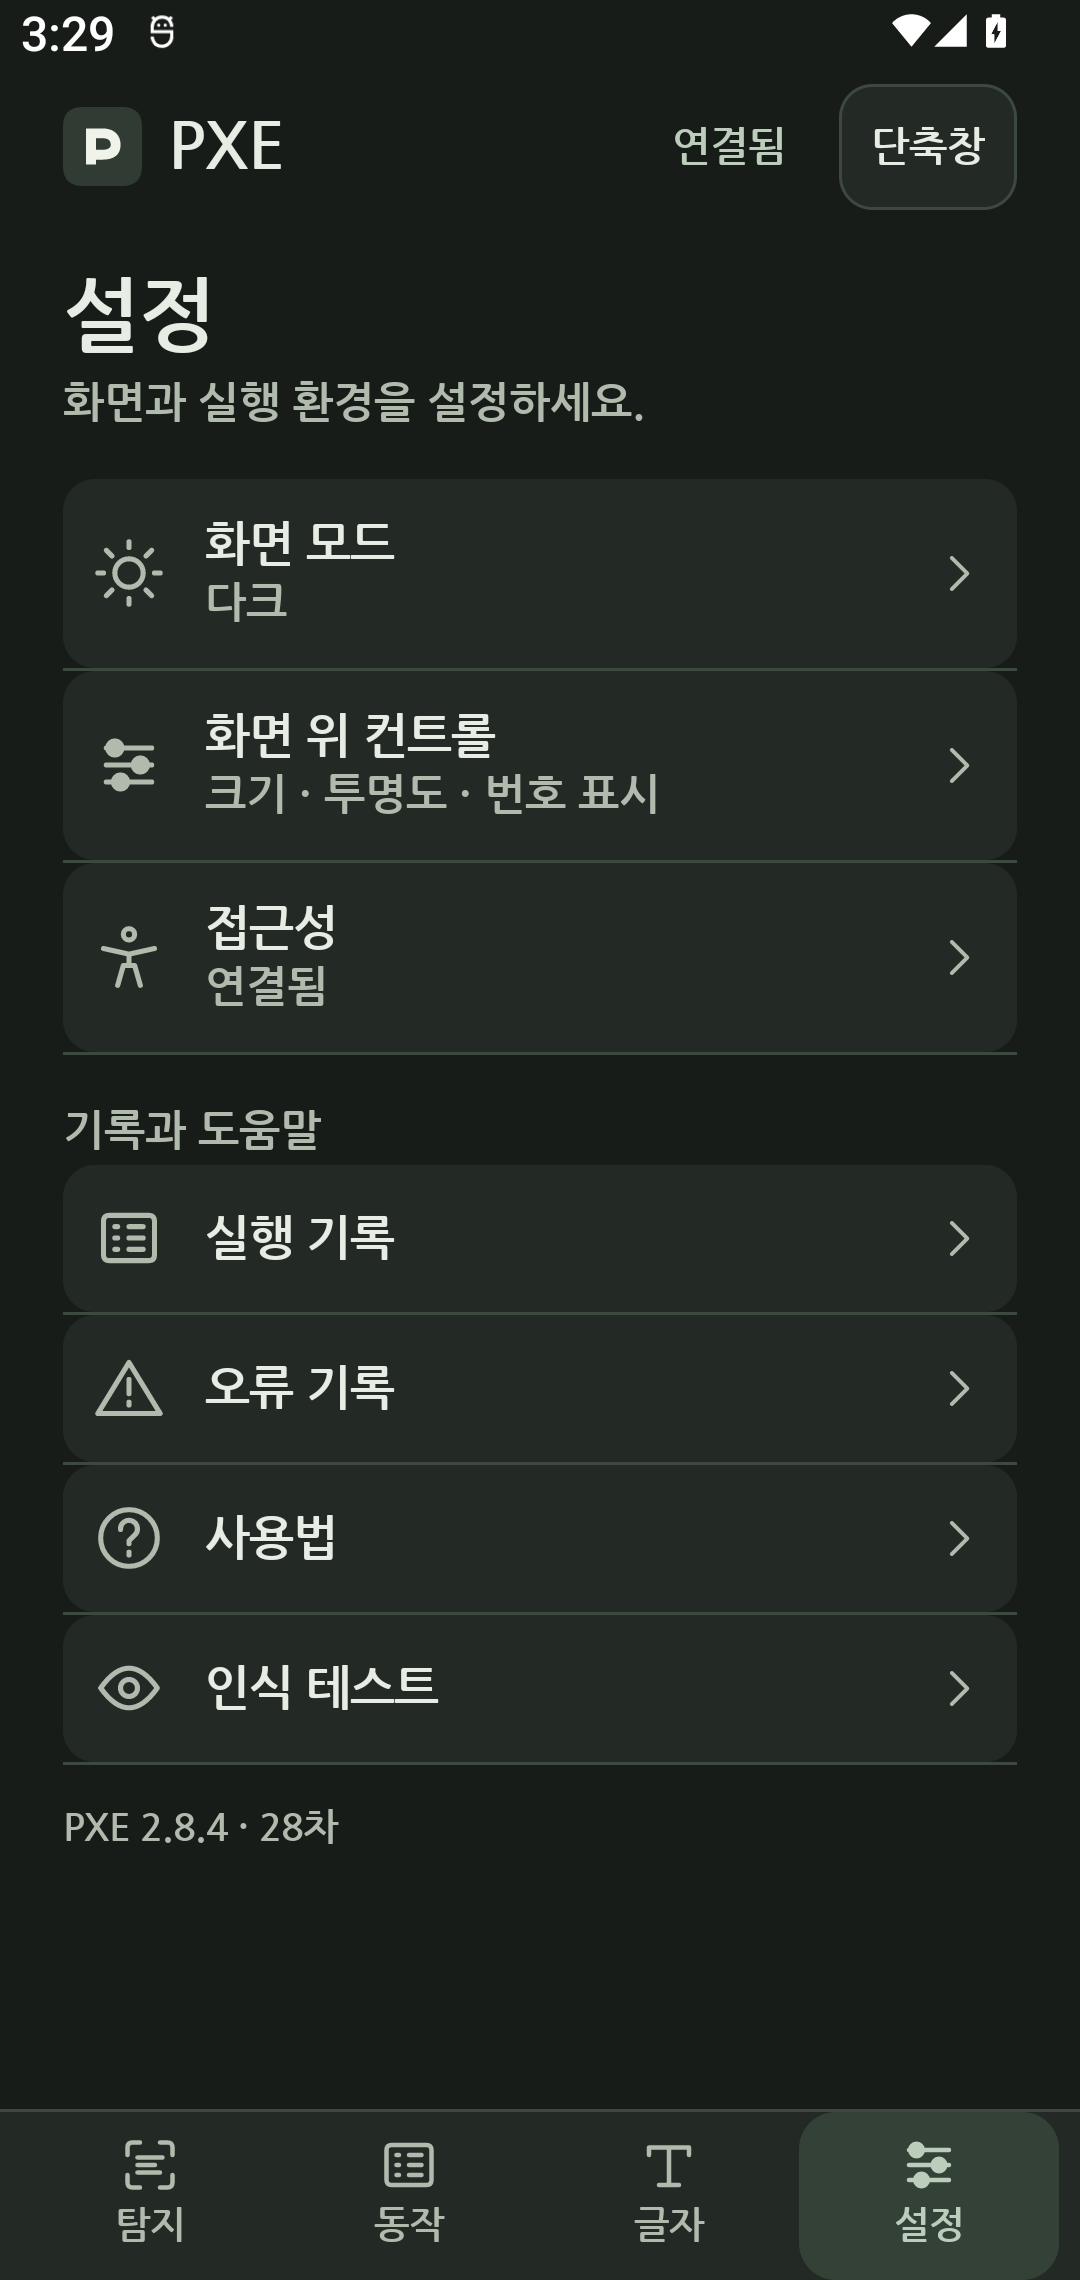 3:29
PXE
연결됨
단축창
설정
화면과 실행 환경을 설정하세요.
화면 모드
다크
화면 위 컨트롤
크기 · 투명도 · 번호 표시
접근성
연결됨
기록과 도움말
실행 기록
오류 기록
사용법
인식 테스트
PXE 2.8.4 · 28차
탐지
동작
글자
설정